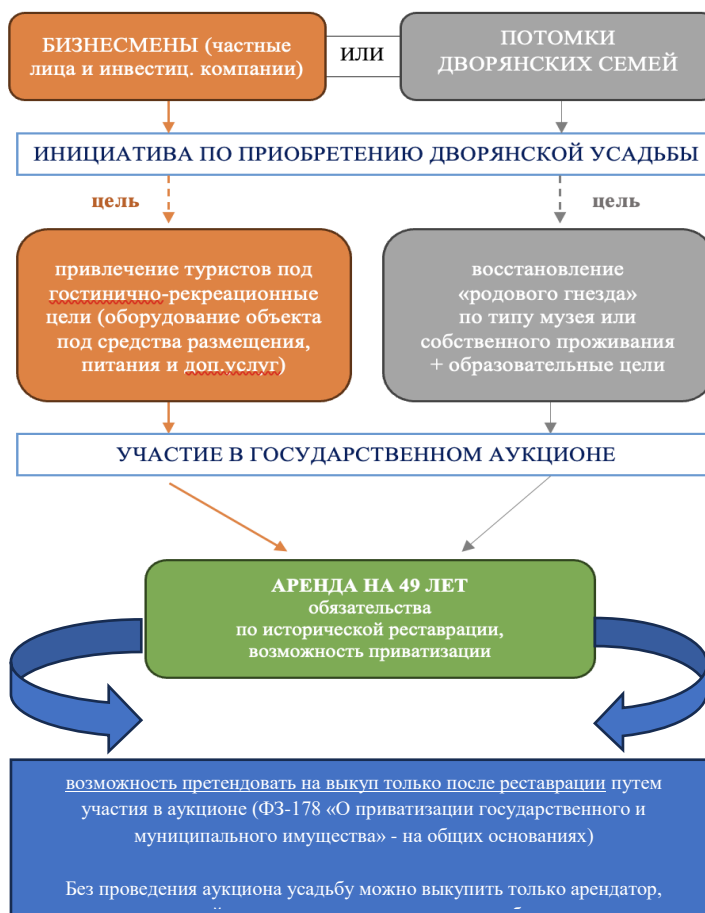 БИЗНЕСМЕНЫ (частные
лица и инвестиц. компании)
ИЛИ
ПОТОМКИ
ДВОРЯНСКИХ СЕМЕЙ
ИНИЦИАТИВА ПО ПРИОБРЕТЕНИЮ ДВОРЯНСКОЙ УСАДЬБЫ
цель
цель
привлечение туристов под
гостинично-рекреационные
цели (оборудование объекта
под средства размещения,
питания и доп.услуг)
восстановление
«родового гнезда»
по типу музея или
собственного проживания
+ образовательные цели
УЧАСТИЕ В ГОСУДАРСТВЕННОМ АУКЦИОНЕ
АРЕНДА НА 49 ЛЕТ
обязательства
по исторической реставрации,
возможность приватизации
возможность претендовать на выкуп только после реставрации путем
участия в аукционе (ФЗ-178 «О приватизации государственного и
муниципального имущества» - на общих основаниях)
Без проведения аукциона усадьбу можно выкупить только арендатор,